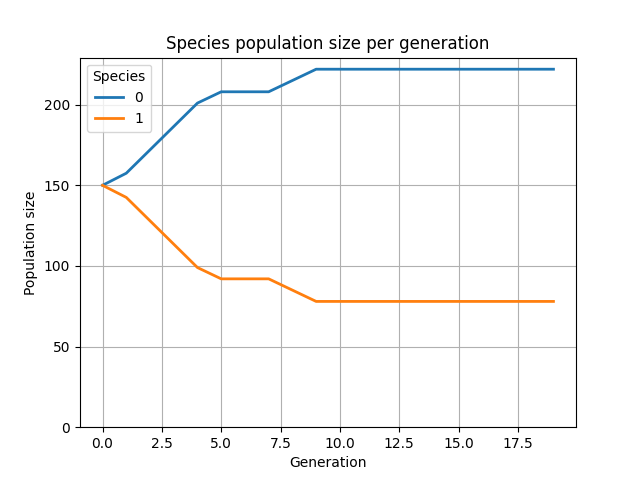 Species population size per generation
Species
0
1
200
150
100
50
0
0.0 2.5 5.0 7.5 10.0 12.5 15.0 17.5
Generation
Population size